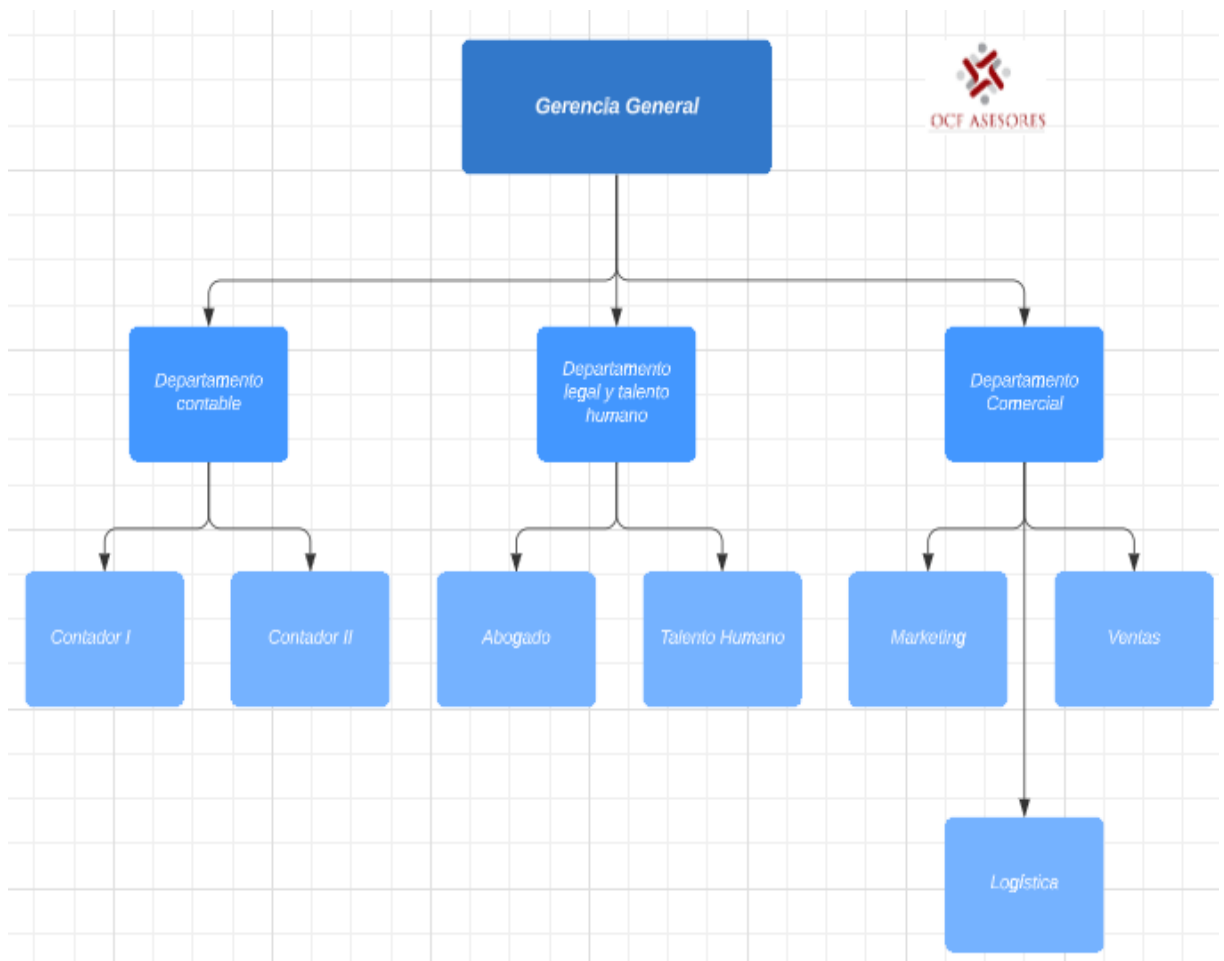 Gerencia General
OCF ASESORES
Departamento
contable
Departamento
legal y talento
humano
Departamento
Comercial
Contador I
Contador II
Abogado
Talento Humano
Marketing
Ventas
Logística